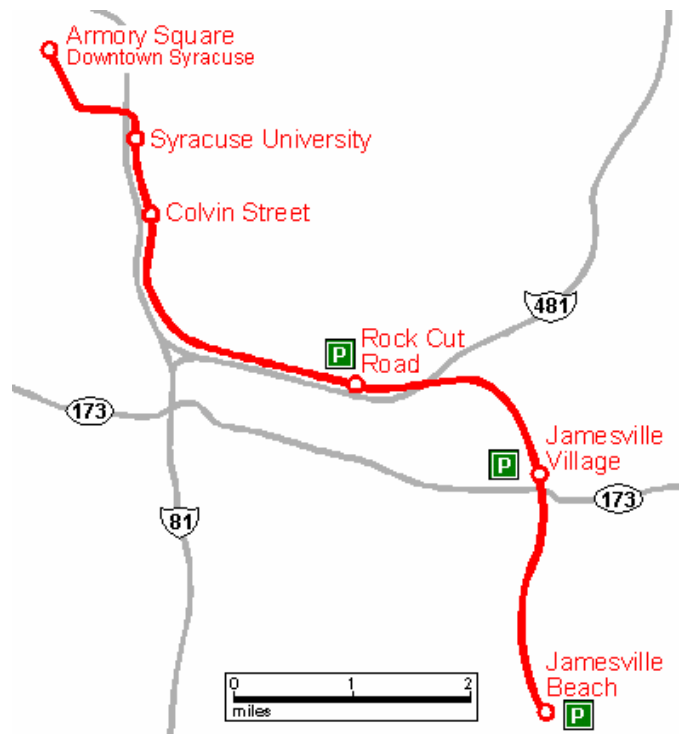 Armory Square
Downtown Syracuse
Syracuse University
Colvin Street
481
P
Rock Cut
Road
173
Jamesville
Village
P
173
81
Jamesville
Beach
P
0 1 2
miles